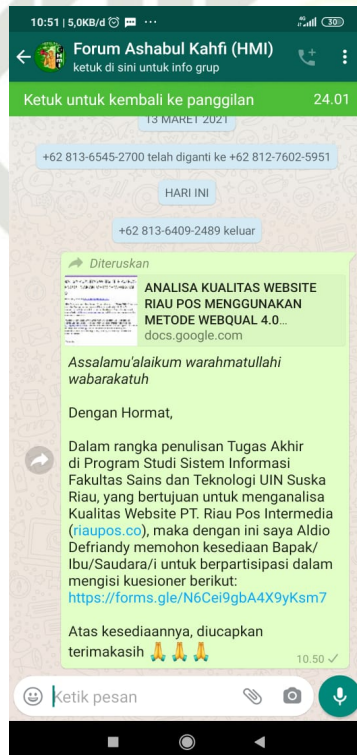 10:51 | 5,0KB/d
30
Forum Ashabul Kahfi (HMI)
ketuk di sini untuk info grup
Ketuk untuk kembali ke panggilan 24.01
13 MARET 2021
+62 813-6545-2700 telah diganti ke +62 812-7602-5951
HARI INI
+62 813-6409-2489 keluar
Diteruskan
ANALISA KUALITAS WEBSITE
RIAU POS MENGGUNAKAN
METODE WEBQUAL 4.0...
docs.google.com
Assalamu'alaikum warahmatullahi
wabarakatuh
Dengan Hormat,
Dalam rangka penulisan Tugas Akhir
di Program Studi Sistem Informasi
Fakultas Sains dan Teknologi UIN Suska
Riau, yang bertujuan untuk menganalisa
Kualitas Website PT. Riau Pos Intermedia
(riaupos.co), maka dengan ini saya Aldio
Defriandy memohon kesediaan Bapak/
Ibu/Saudara/i untuk berpartisipasi dalam
mengisi kuesioner berikut:
https://forms.gle/N6Cei9gbA4X9yKsm7
Atas kesediaannya, diucapkan
terimakasih 🙏 🙏 🙏
10.50
Ketik pesan